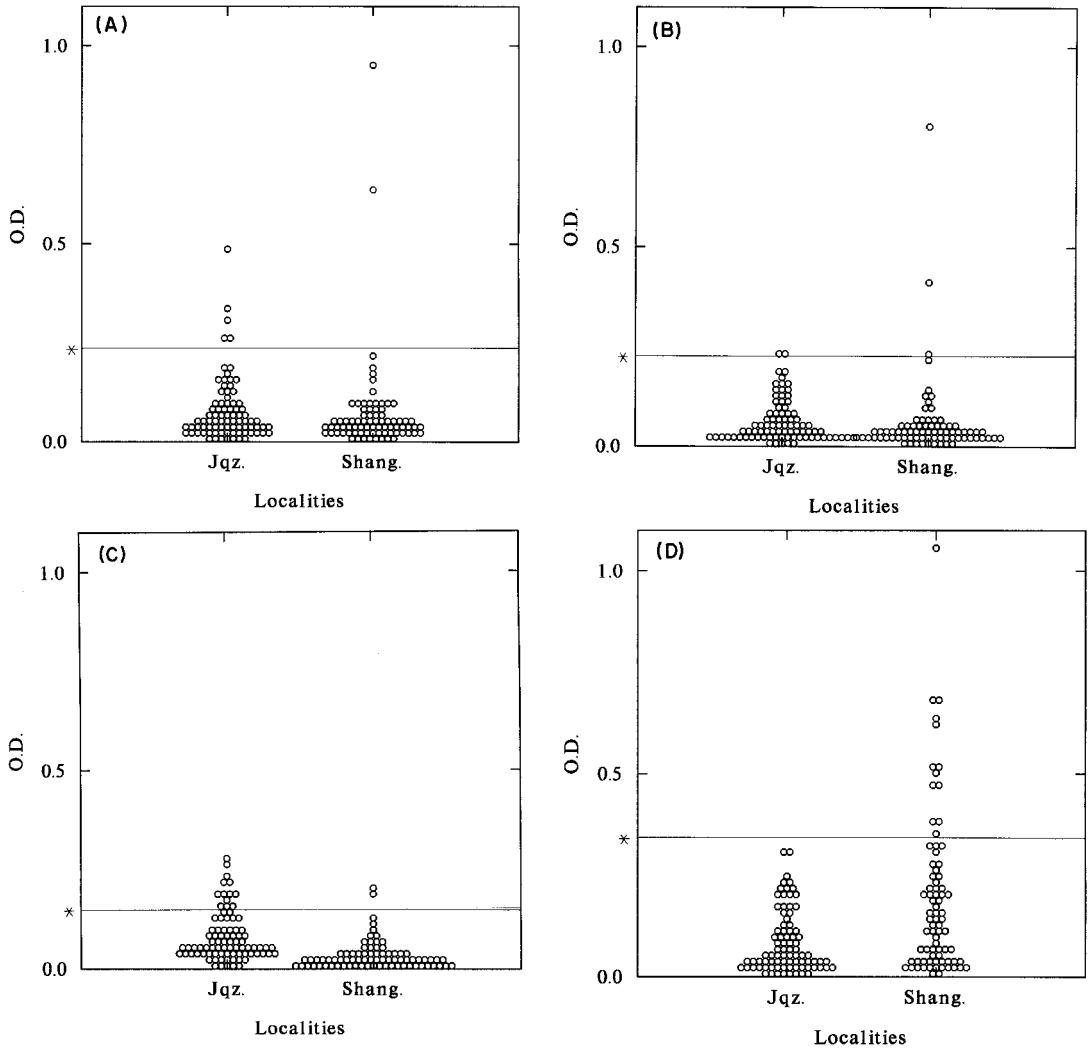 (A)
1.0
O.D.
0.5
*
0.0
Jqz. Shang.
Localities
(B)
1.0
O.D.
0.5
*
0.0
Jqz. Shang.
Localities
(C)
1.0
O.D.
0.5
*
0.0
Jqz. Shang.
Localities
(D)
1.0
O.D.
0.5
*
0.0
Jqz. Shang.
Localities